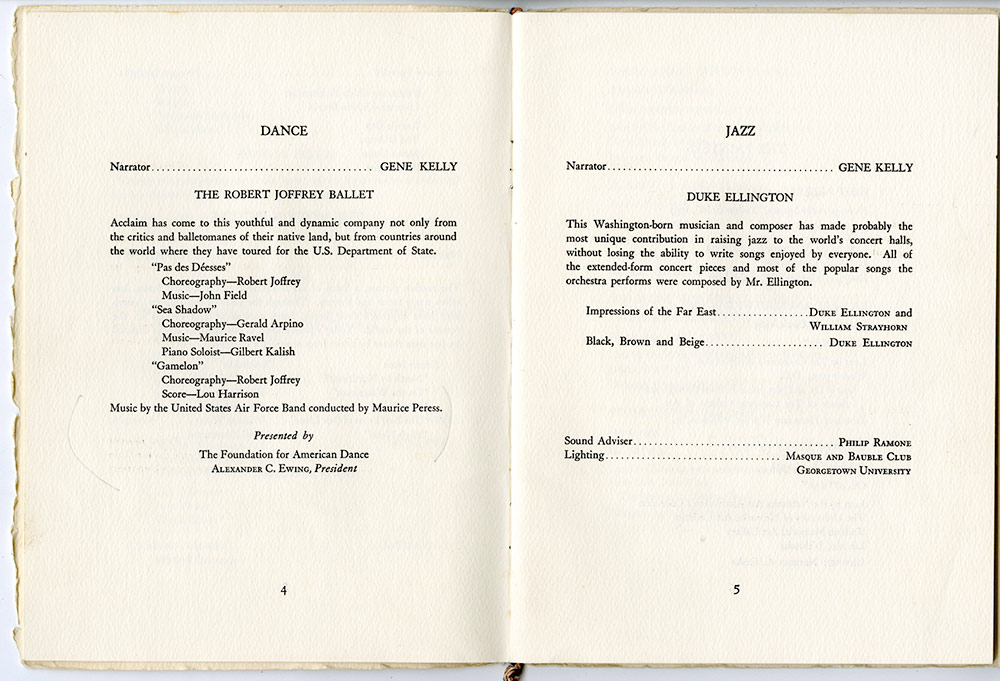 DANCE
Narrator........................................ GENE KELLY
THE ROBERT JOFFREY BALLET
Acclaim has come to this youthful and dynamic company not only from
the critics and balletomanes of their native land, but from countries around
the world where they have toured for the U.S. Department of State.
"Pas des Déesses"
Choreography—Robert Joffrey
Music—John Field
"Sea Shadow"
Choreography—Gerald Arpino
Music—Maurice Ravel
Piano Soloist—Gilbert Kalish
"Gamelon"
Choreography—Robert Joffrey
Score—Lou Harrison
Music by the United States Air Force Band conducted by Maurice Peress.
Presented by
The Foundation for American Dance
ALEXANDER C. EWING, President
4
JAZZ
Narrator........................................ GENE KELLY
DUKE ELLINGTON
This Washington-born musician and composer has made probably the
most unique contribution in raising jazz to the world's concert halls,
without losing the ability to write songs enjoyed by everyone. All of
the extended-form concert pieces and most of the popular songs the
orchestra performs were composed by Mr. Ellington.
Impressions of the Far East................DUKE ELLINGTON and
WILLIAM STRAYHORN
Black, Brown and Beige...................... DUKE ELLINGTON
Sound Adviser.................................... PHILIP RAMONE
Lighting............................... MASQUE AND BAUBLE CLUB
GEORGETOWN UNIVERSITY
5